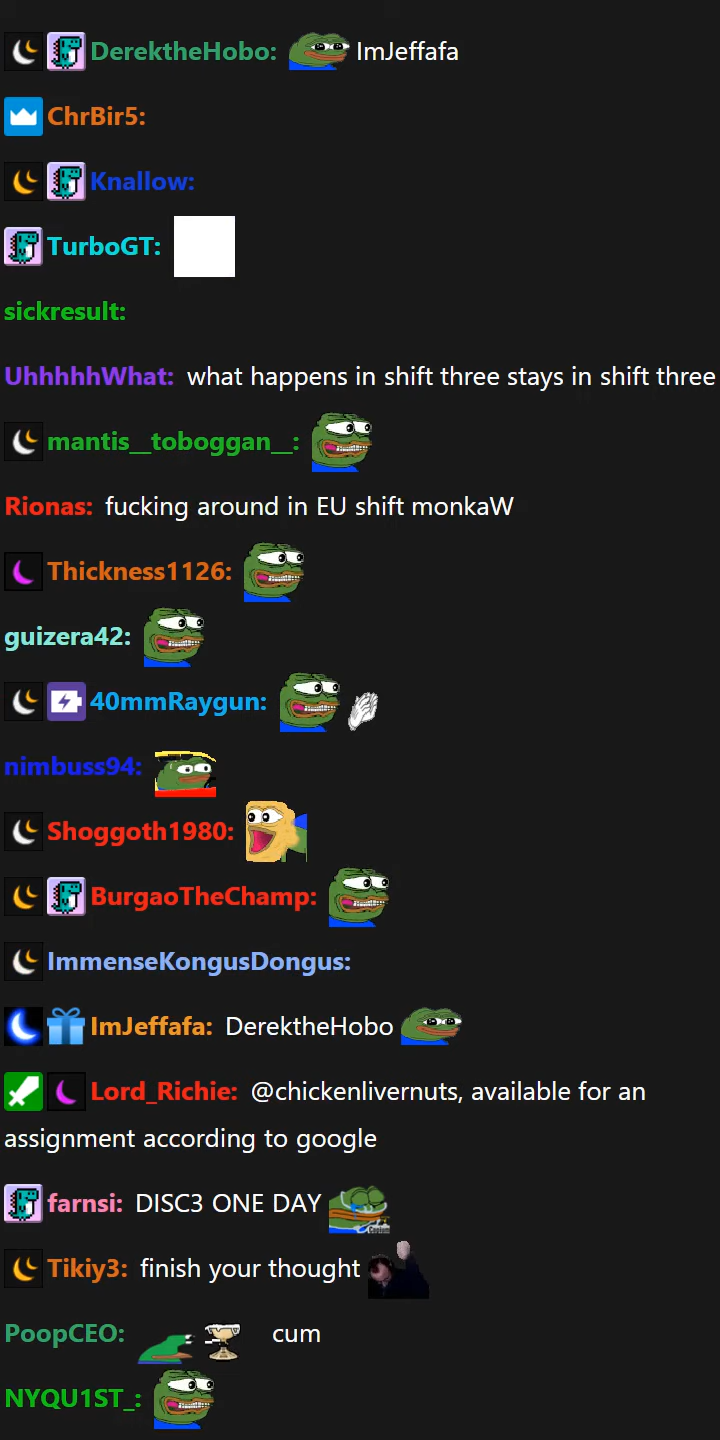 DerektheHobo: ImJeffafa
ChrBir5:
Knallow:
TurboGT:
sickresult:
UhhhhhWhat: what happens in shift three stays in shift three
mantis__toboggan__:
Rionas: fucking around in EU shift monkaW
Thickness1126:
guizera42:
40mmRaygun:
nimbuss94:
Shoggoth1980:
BurgaoTheChamp:
ImmenseKongusDongus:
ImJeffafa: DerektheHobo
Lord_Richie: @chickenlivernuts, available for an
assignment according to google
farnsi: DISC3 ONE DAY
Tikiy3: finish your thought
PoopCEO: cum
NYQU1ST_: